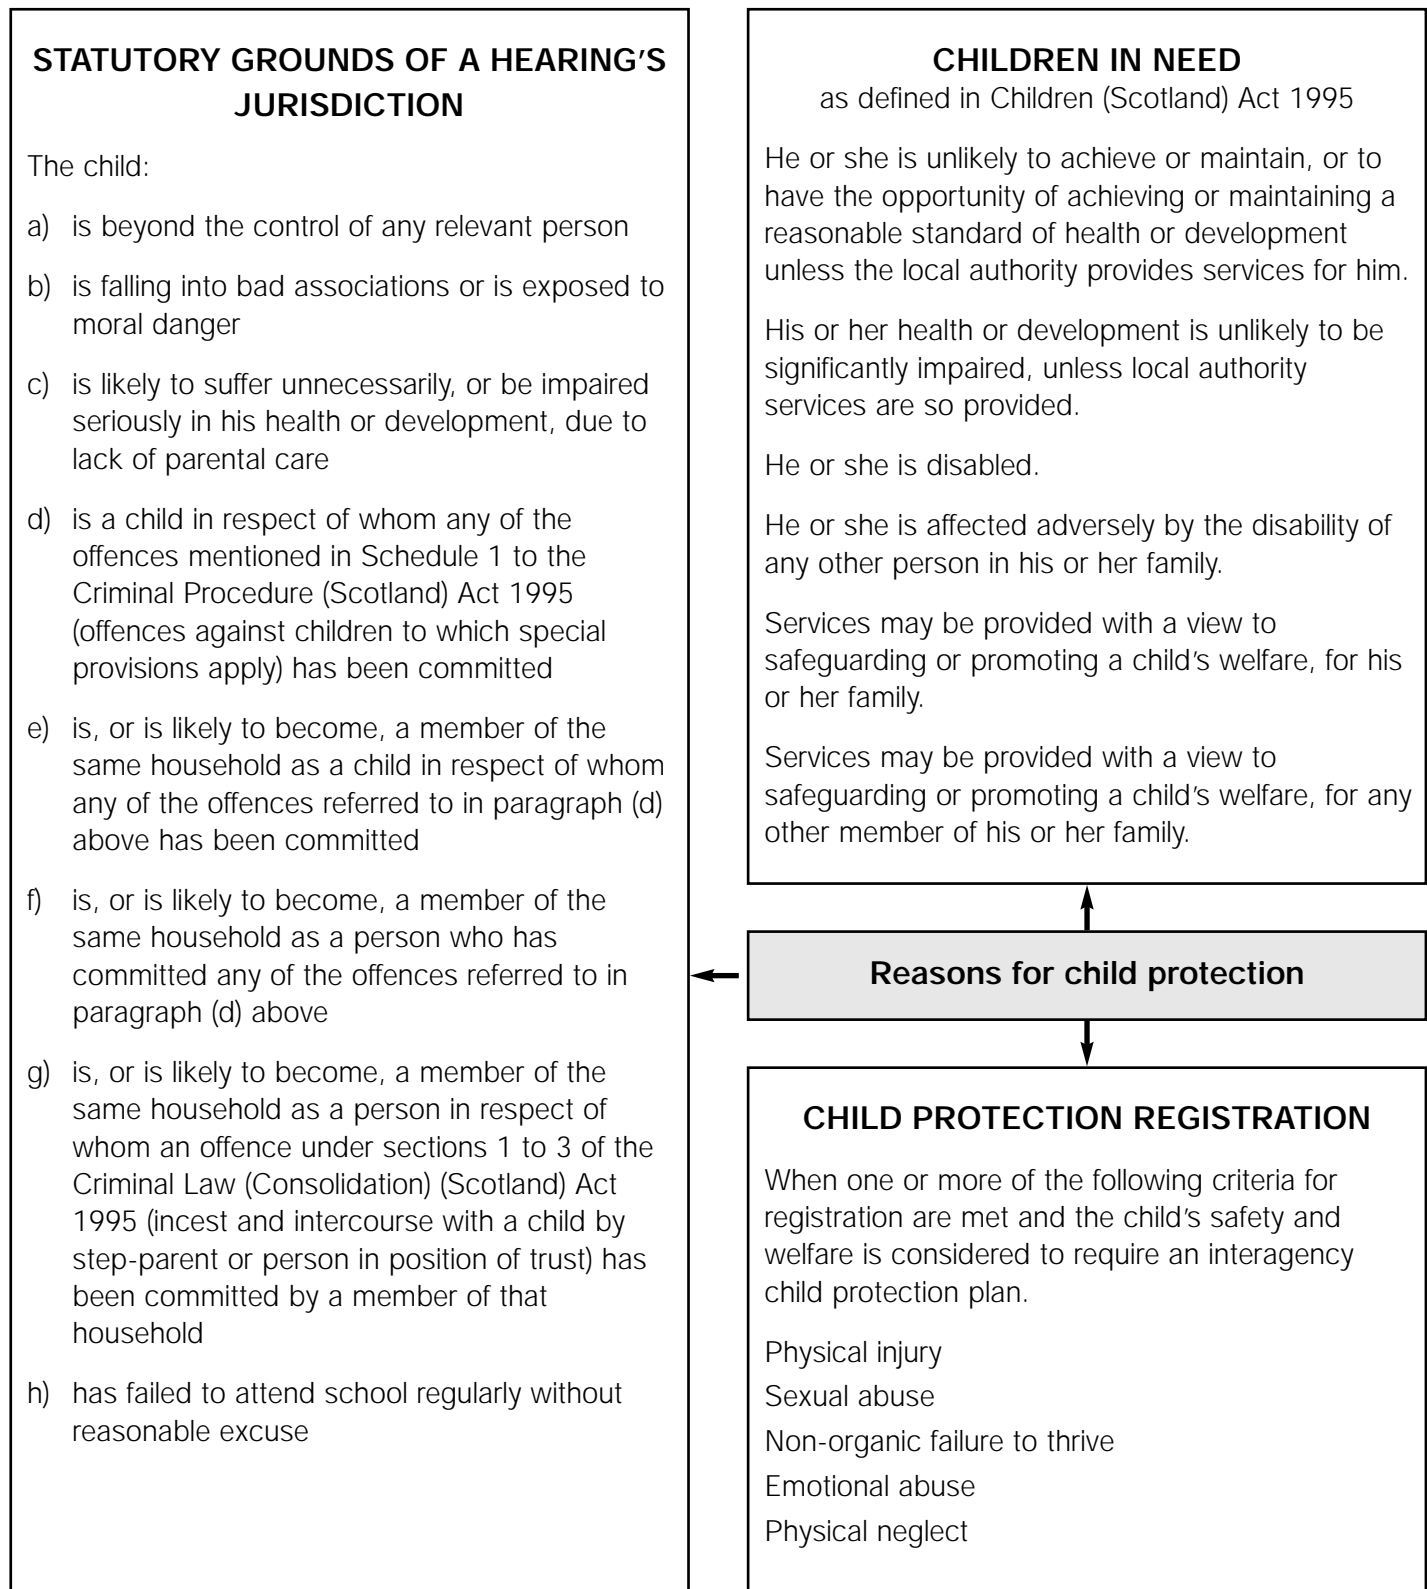 STATUTORY GROUNDS OF A HEARING’S
JURISDICTION
The child:
a) is beyond the control of any relevant person
b) is falling into bad associations or is exposed to
moral danger
c) is likely to suffer unnecessarily, or be impaired
seriously in his health or development, due to
lack of parental care
d) is a child in respect of whom any of the
offences mentioned in Schedule 1 to the
Criminal Procedure (Scotland) Act 1995
(offences against children to which special
provisions apply) has been committed
e) is, or is likely to become, a member of the
same household as a child in respect of whom
any of the offences referred to in paragraph (d)
above has been committed
f) is, or is likely to become, a member of the
same household as a person who has
committed any of the offences referred to in
paragraph (d) above
g) is, or is likely to become, a member of the
same household as a person in respect of
whom an offence under sections 1 to 3 of the
Criminal Law (Consolidation) (Scotland) Act
1995 (incest and intercourse with a child by
step-parent or person in position of trust) has
been committed by a member of that
household
h) has failed to attend school regularly without
reasonable excuse
CHILDREN IN NEED
as defined in Children (Scotland) Act 1995
He or she is unlikely to achieve or maintain, or to
have the opportunity of achieving or maintaining a
reasonable standard of health or development
unless the local authority provides services for him.
His or her health or development is unlikely to be
significantly impaired, unless local authority
services are so provided.
He or she is disabled.
He or she is affected adversely by the disability of
any other person in his or her family.
Services may be provided with a view to
safeguarding or promoting a child’s welfare, for his
or her family.
Services may be provided with a view to
safeguarding or promoting a child’s welfare, for any
other member of his or her family.
Reasons for child protection
CHILD PROTECTION REGISTRATION
When one or more of the following criteria for
registration are met and the child’s safety and
welfare is considered to require an interagency
child protection plan.
Physical injury
Sexual abuse
Non-organic failure to thrive
Emotional abuse
Physical neglect